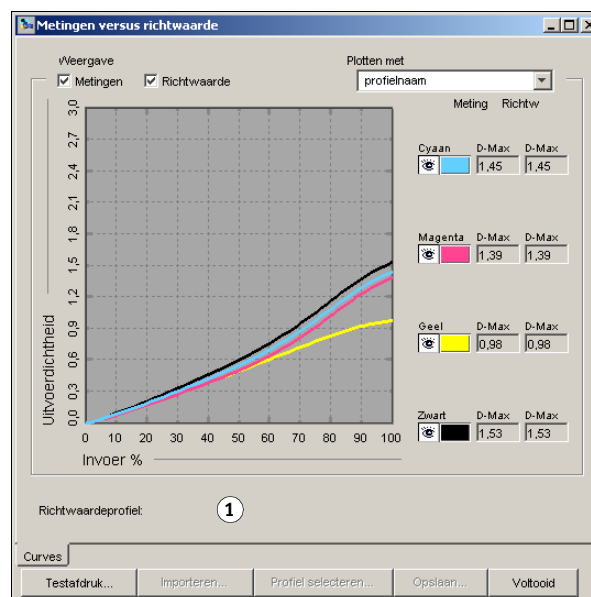 Metingen versus richtwaarde
Weergave
Metingen
Richtwaarde
Plotten met
profielnaam
Meting Richtw
Cyaan D-Max D-Max
1,45 1,45
Magenta D-Max D-Max
1,39 1,39
Geel D-Max D-Max
0,98 0,98
Zwart D-Max D-Max
1,53 1,53
Uitvoerdichtheid
3,0
2,7
2,4
2,1
1,8
1,5
1,2
0,9
0,6
0,3
0,0
0 10 20 30 40 50 60 70 80 90 100
Invoer %
Richtwaardeprofiel:
1
Curves
Testafdruk... Importeren... Profiel selecteren... Opslaan... Voltooid